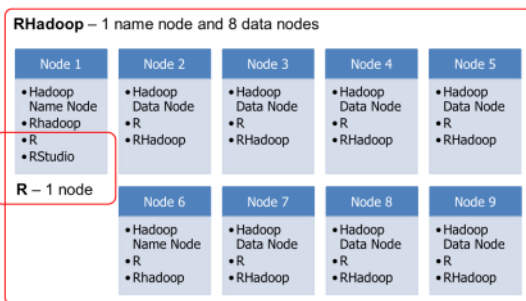 RHadoop – 1 name node and 8 data nodes
Node 1
• Hadoop
Name Node
• Rhadoop
• R
• RStudio
Node 2
• Hadoop
Data Node
• R
• RHadoop
Node 3
• Hadoop
Data Node
• R
• RHadoop
Node 4
• Hadoop
Data Node
• R
• RHadoop
Node 5
• Hadoop
Data Node
• R
• RHadoop
R – 1 node
Node 6
• Hadoop
Name Node
• R
• Rhadoop
Node 7
• Hadoop
Data Node
• R
• RHadoop
Node 8
• Hadoop
Data Node
• R
• RHadoop
Node 9
• Hadoop
Data Node
• R
• RHadoop